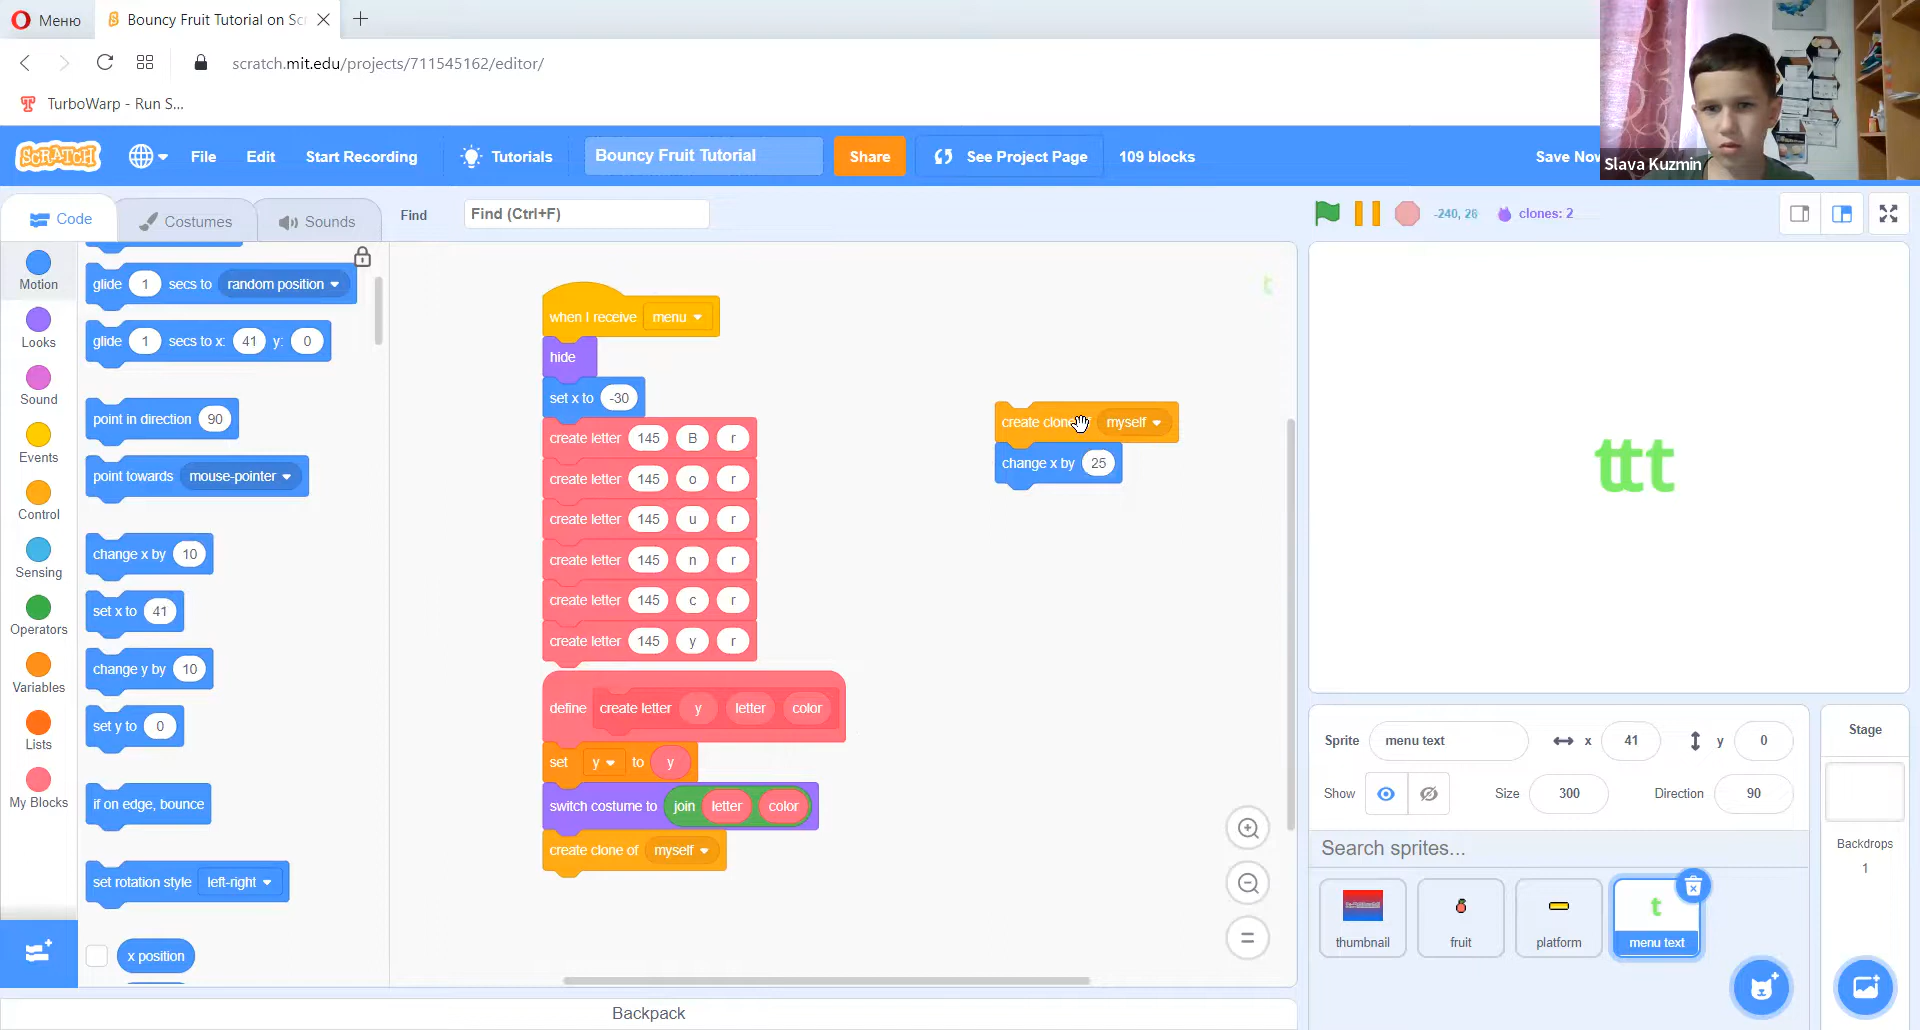 Меню
Bouncy Fruit Tutorial on Scr
scratch.mit.edu/projects/711545162/editor/
TurboWarp - Run S...
SCRATCH
File
Edit
Start Recording
Tutorials
Bouncy Fruit Tutorial
Share
See Project Page
109 blocks
Save Now
Slava Kuzmin
Code
Costumes
Sounds
Find
Find (Ctrl+F)
-240, 26
clones: 2
Motion
Looks
Sound
Events
Control
Sensing
Operators
Variables
Lists
My Blocks
glide 1 secs to random position
glide 1 secs to x: 41 y: 0
point in direction 90
point towards mouse-pointer
change x by 10
set x to 41
change y by 10
set y to 0
if on edge, bounce
set rotation style left-right
x position
when I receive menu
hide
set x to -30
create letter 145 B r
create letter 145 o r
create letter 145 u r
create letter 145 n r
create letter 145 c r
create letter 145 y r
define create letter y letter color
set y to y
switch costume to join letter color
create clone of myself
create clon myself
change x by 25
t
ttt
Sprite menu text x 41 y 0
Show Size 300 Direction 90
Search sprites...
thumbnail
fruit
platform
t
menu text
Stage
Backdrops
1
Backpack